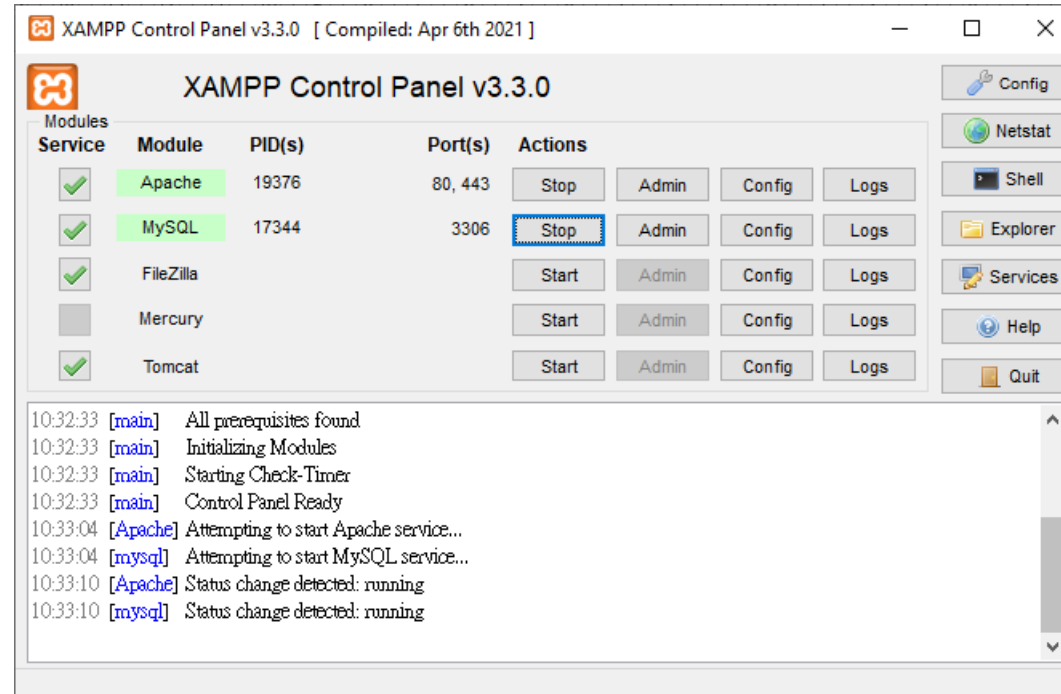 XAMPP Control Panel v3.3.0 [ Compiled: Apr 6th 2021 ]
XAMPP Control Panel v3.3.0
Config
Modules
Netstat
Service Module PID(s) Port(s) Actions
Apache 19376 80, 443 Stop Admin Config Logs
Shell
MySQL 17344 3306 Stop Admin Config Logs
Explorer
FileZilla Start Admin Config Logs
Services
Mercury Start Admin Config Logs
Help
Tomcat Start Admin Config Logs
Quit
10:32:33 [main] All prerequisites found
10:32:33 [main] Initializing Modules
10:32:33 [main] Starting Check-Timer
10:32:33 [main] Control Panel Ready
10:33:04 [Apache] Attempting to start Apache service...
10:33:04 [mysql] Attempting to start MySQL service...
10:33:10 [Apache] Status change detected: running
10:33:10 [mysql] Status change detected: running